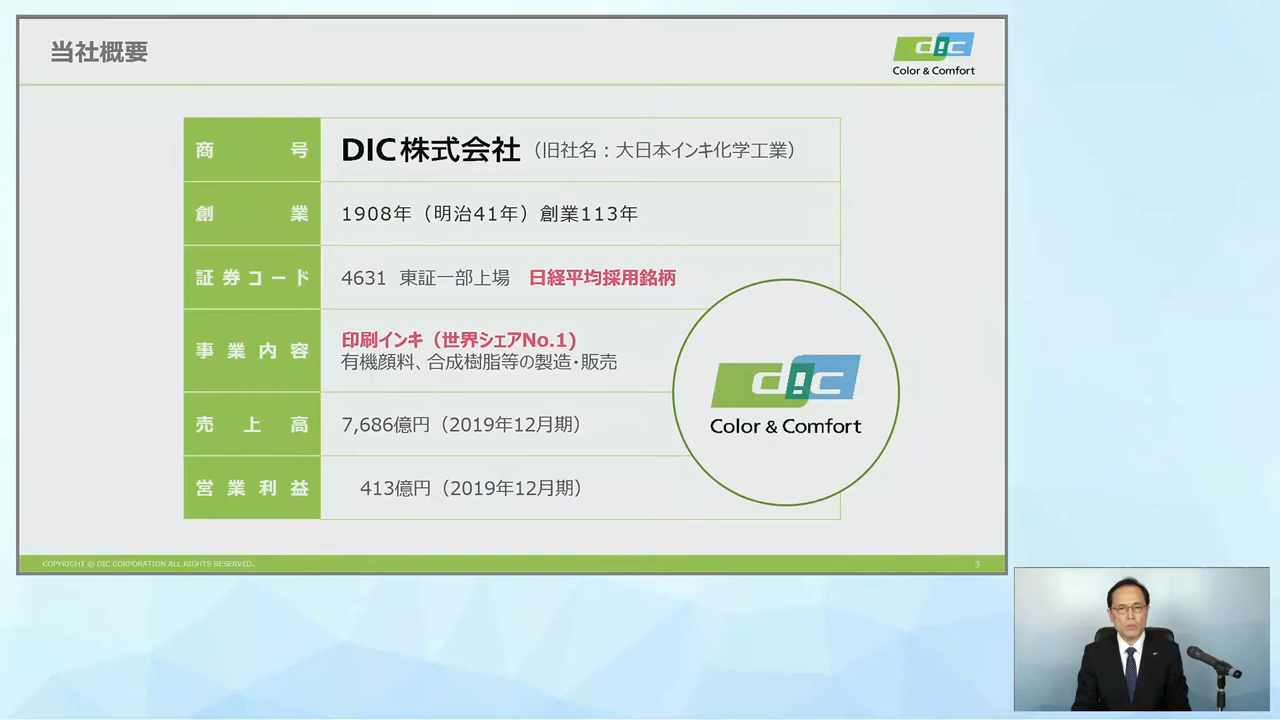 当社概要
dic
Color & Comfort
商号
DIC株式会社（旧社名：大日本インキ化学工業）
創業
1908年（明治41年）創業113年
証券コード
4631 東証一部上場 日経平均採用銘柄
事業内容
印刷インキ（世界シェアNo.1）
有機顔料、合成樹脂等の製造・販売
売上高
7,686億円（2019年12月期）
営業利益
413億円（2019年12月期）
dic
Color & Comfort
COPYRIGHT © DIC CORPORATION ALL RIGHTS RESERVED.
3